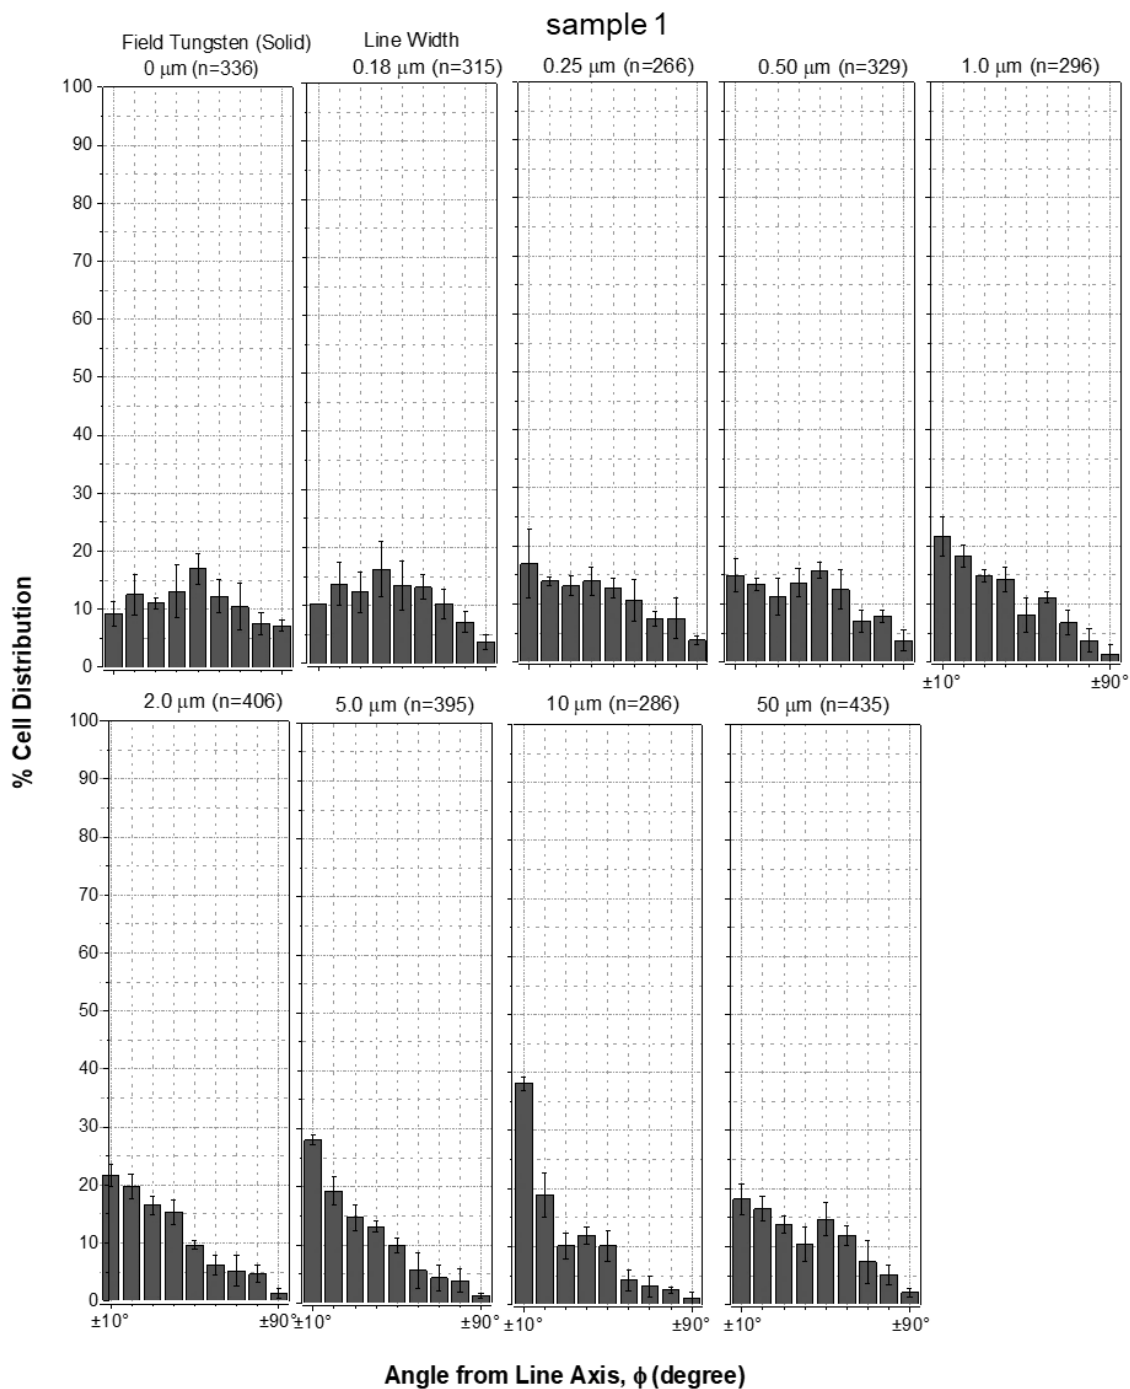 sample 1
Field Tungsten (Solid)
Line Width
0 μm (n=336)
0.18 μm (n=315)
0.25 μm (n=266)
0.50 μm (n=329)
1.0 μm (n=296)
100
90
80
70
60
50
40
30
20
10
0
±10°
±90°
2.0 μm (n=406)
5.0 μm (n=395)
10 μm (n=286)
50 μm (n=435)
100
90
80
70
60
50
40
30
20
10
0
±10°
±90°
±10°
±90°
±10°
±90°
±10°
±90°
% Cell Distribution
Angle from Line Axis, ϕ (degree)